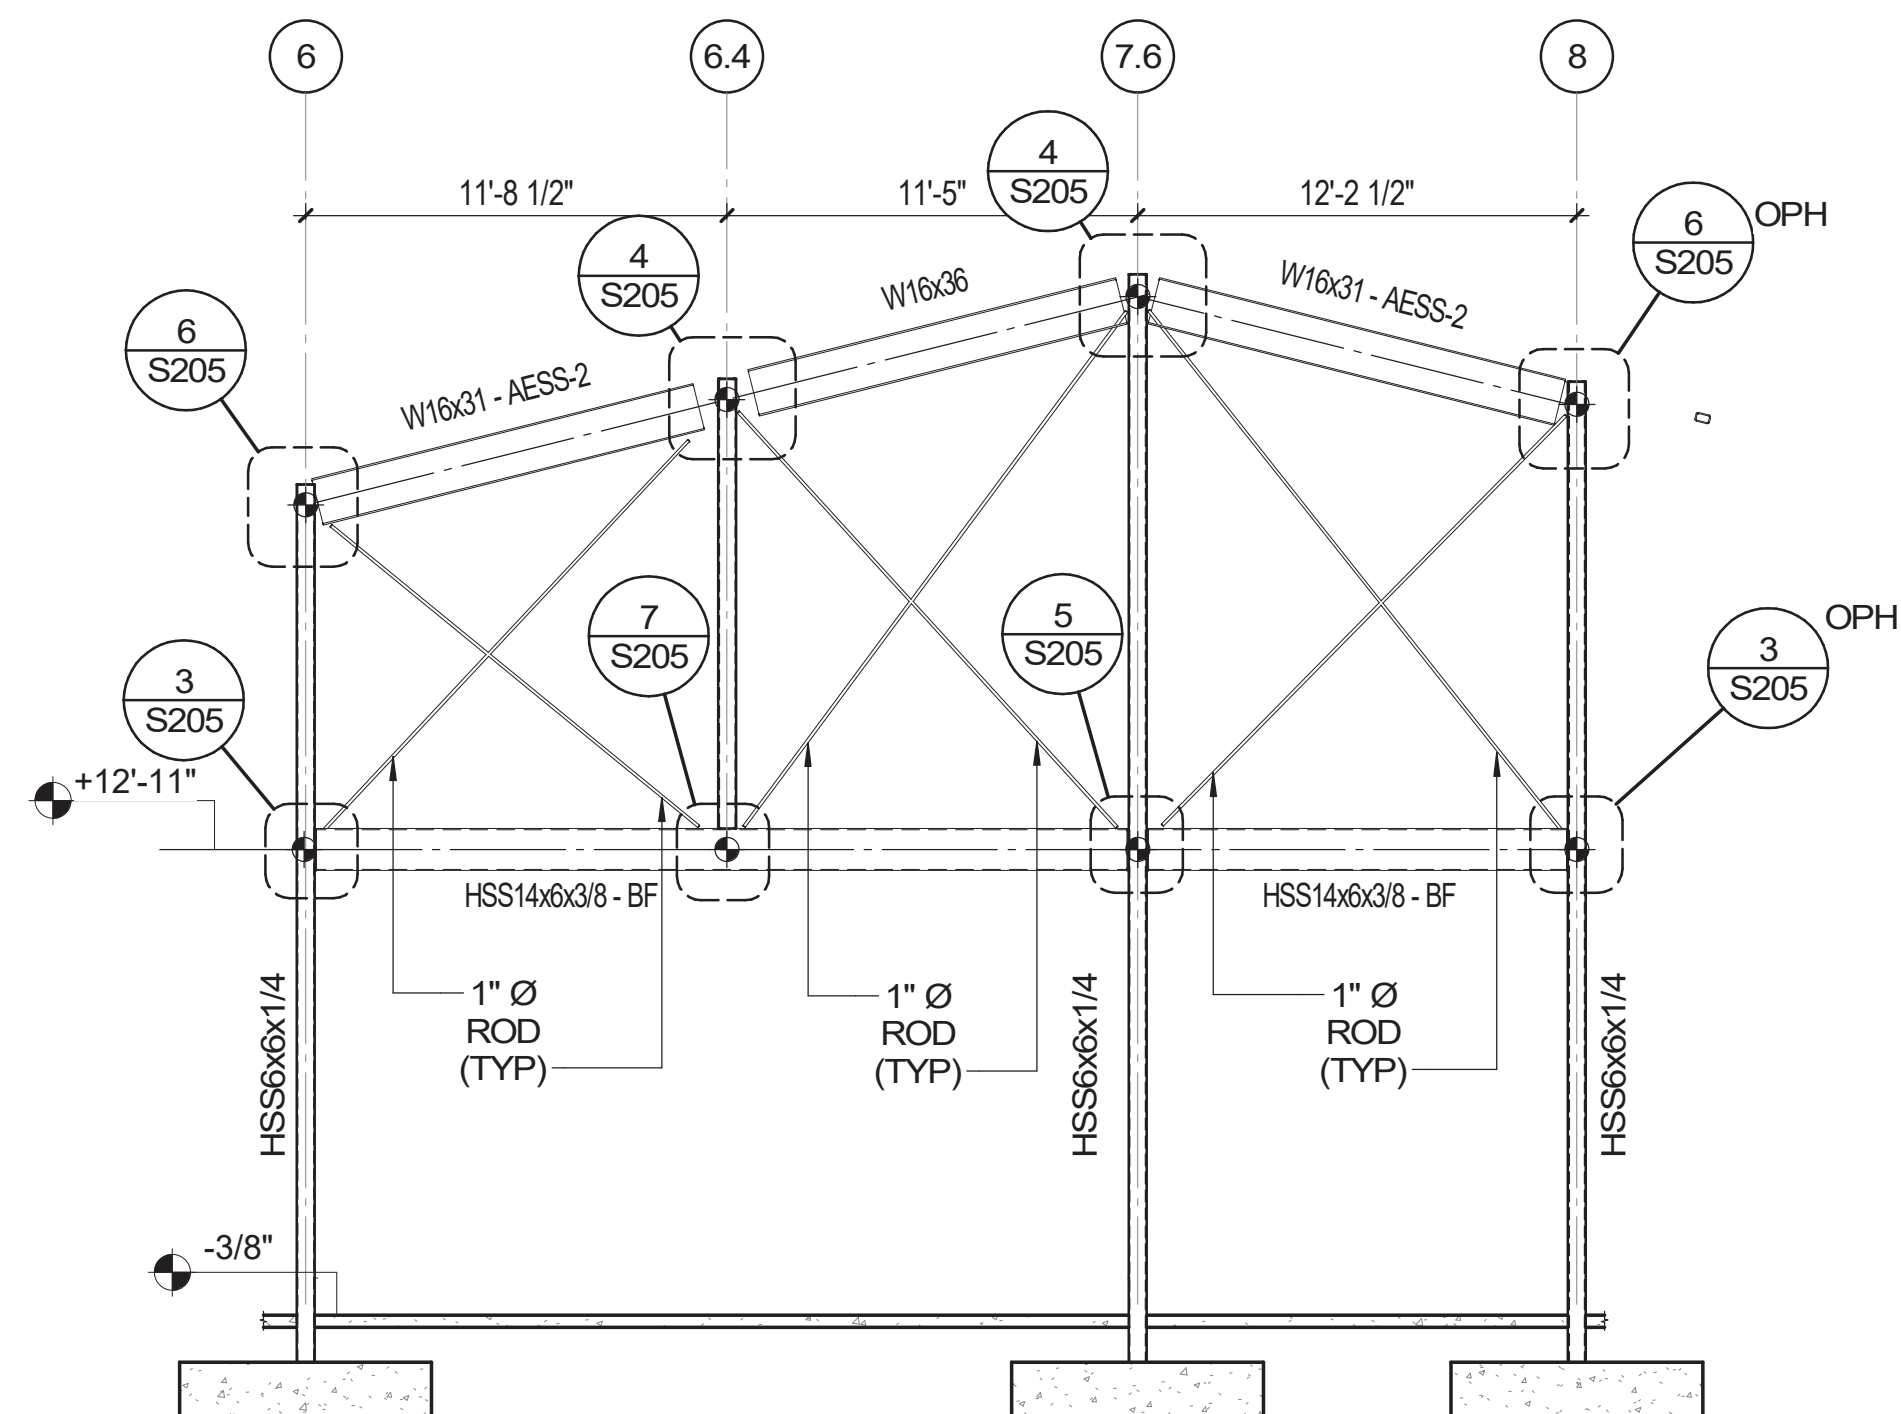 6
6.4
7.6
8
4
S205
11'-8 1/2"
11'-5"
12'-2 1/2"
6
S205
OPH
4
S205
W16x36
W16x31 - AESS-2
6
S205
W16x31 - AESS-2
7
S205
5
S205
3
S205
OPH
3
S205
+12'-11"
HSS14x6x3/8 - BF
HSS14x6x3/8 - BF
HSS6x6x1/4
1" Ø
ROD
(TYP)
1" Ø
ROD
(TYP)
HSS6x6x1/4
1" Ø
ROD
(TYP)
HSS6x6x1/4
-3/8"